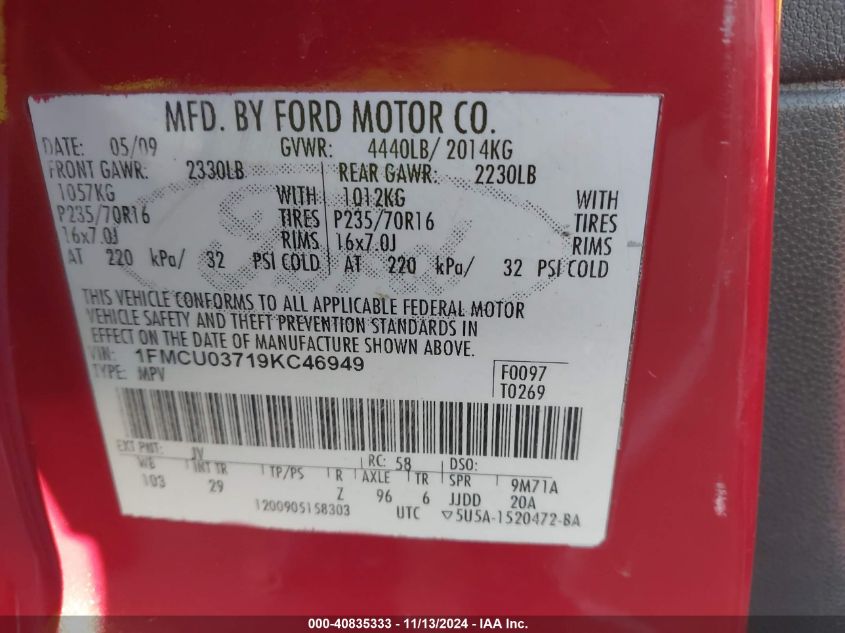 MFD. BY FORD MOTOR CO.
DATE: 05/09 GVWR: 4440LB/ 2014KG
FRONT GAWR: 2330LB REAR GAWR: 2230LB
1057KG WITH 1012KG WITH
P235/70R16 TIRES P235/70R16 TIRES
16x7.0J RIMS 16x7.0J RIMS
AT 220 kPa/ 32 PSI COLD AT 220 kPa/ 32 PSI COLD
Ford
THIS VEHICLE CONFORMS TO ALL APPLICABLE FEDERAL MOTOR
VEHICLE SAFETY AND THEFT PREVENTION STANDARDS IN
EFFECT ON THE DATE OF MANUFACTURE SHOWN ABOVE.
VIN: 1FMCU03719KC46949 F0097
TYPE: MPV T0269
EXT PNT: JV RC: 58 DSO:
WB INT TR TP/PS R AXLE TR SPR 9M71A
103 29 Z 96 6 JJDD 20A
1200905158303 UTC ▽5U5A-1520472-BA
000-40835333 - 11/13/2024 - COPYRIGHT © IAA, LLC.